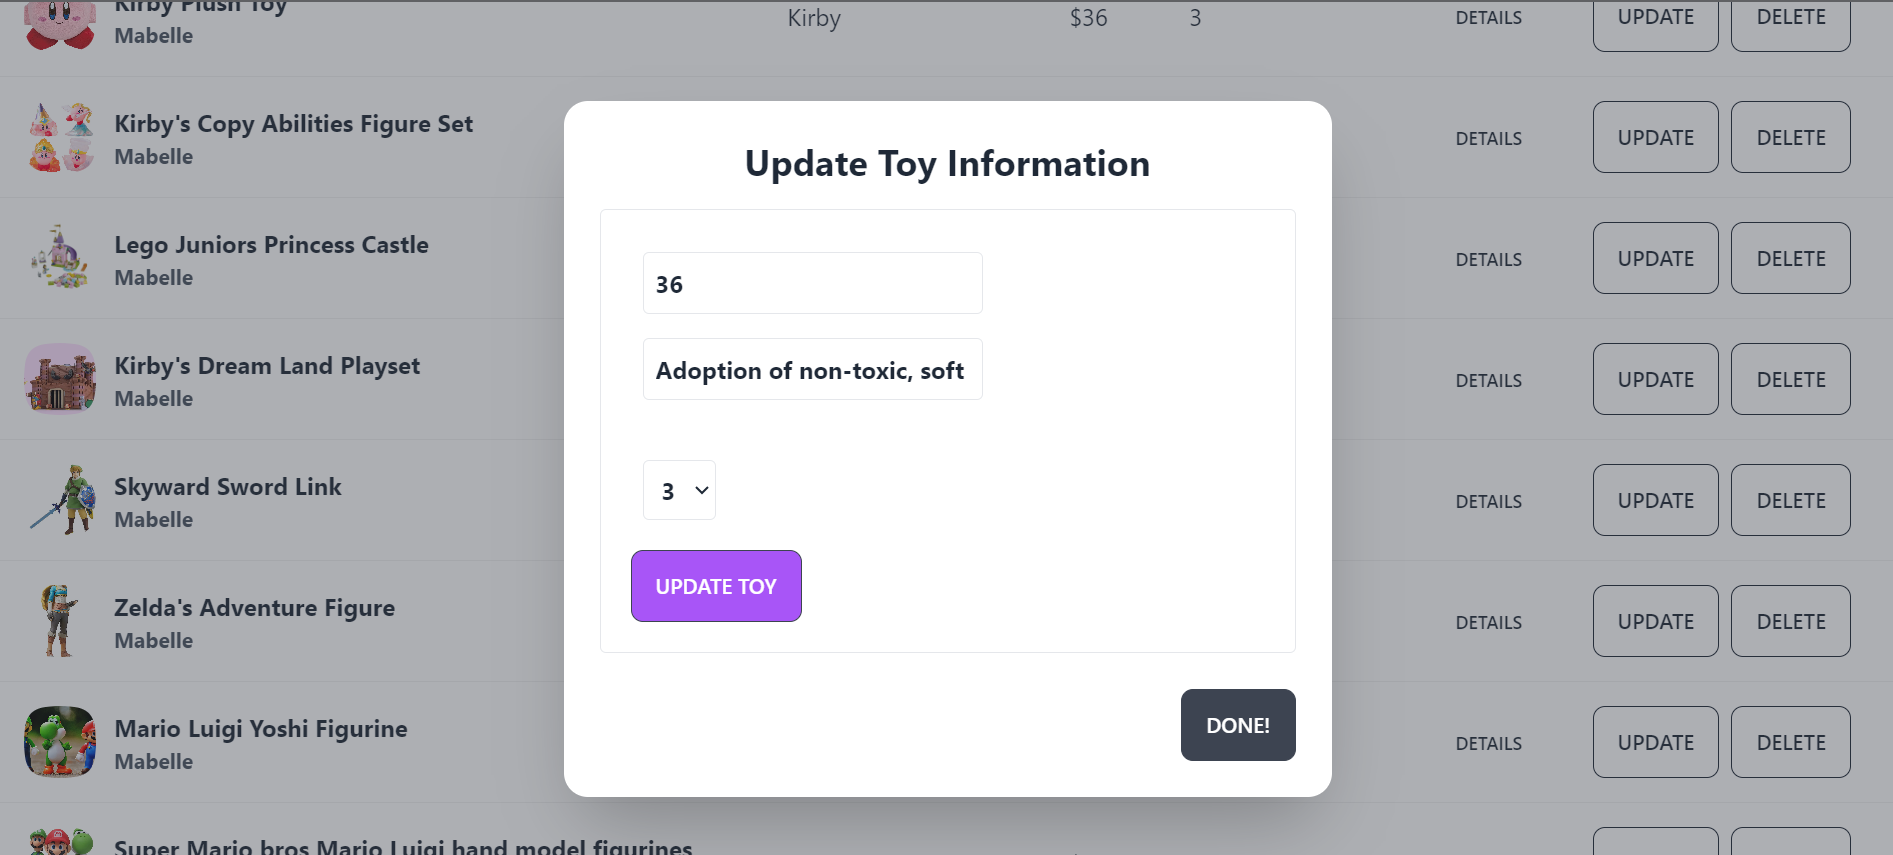 Kirby Plush Toy
Mabelle
Kirby
$36
3
DETAILS
UPDATE
DELETE
Kirby's Copy Abilities Figure Set
Mabelle
DETAILS
UPDATE
DELETE
Lego Juniors Princess Castle
Mabelle
DETAILS
UPDATE
DELETE
Kirby's Dream Land Playset
Mabelle
DETAILS
UPDATE
DELETE
Skyward Sword Link
Mabelle
DETAILS
UPDATE
DELETE
Zelda's Adventure Figure
Mabelle
DETAILS
UPDATE
DELETE
Mario Luigi Yoshi Figurine
Mabelle
DETAILS
UPDATE
DELETE
Super Mario bros Mario Luigi hand model figurines
Update Toy Information
36
Adoption of non-toxic, soft
3
UPDATE TOY
DONE!